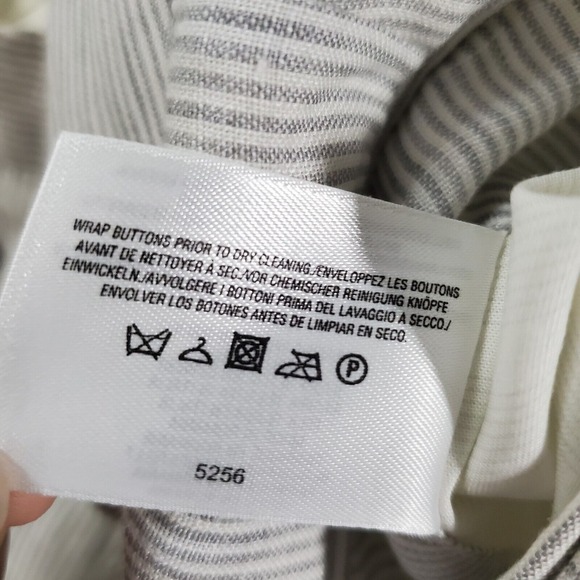 WRAP BUTTONS PRIOR TO DRY CLEANING./ENVELOPPEZ LES BOUTONS
AVANT DE NETTOYER À SEC./VOR CHEMISCHER REINIGUNG KNÖPFE
EINWICKELN./AVVOLGERE I BOTTONI PRIMA DEL LAVAGGIO A SECCO./
ENVOLVER LOS BOTONES ANTES DE LIMPIAR EN SECO.
P
5256